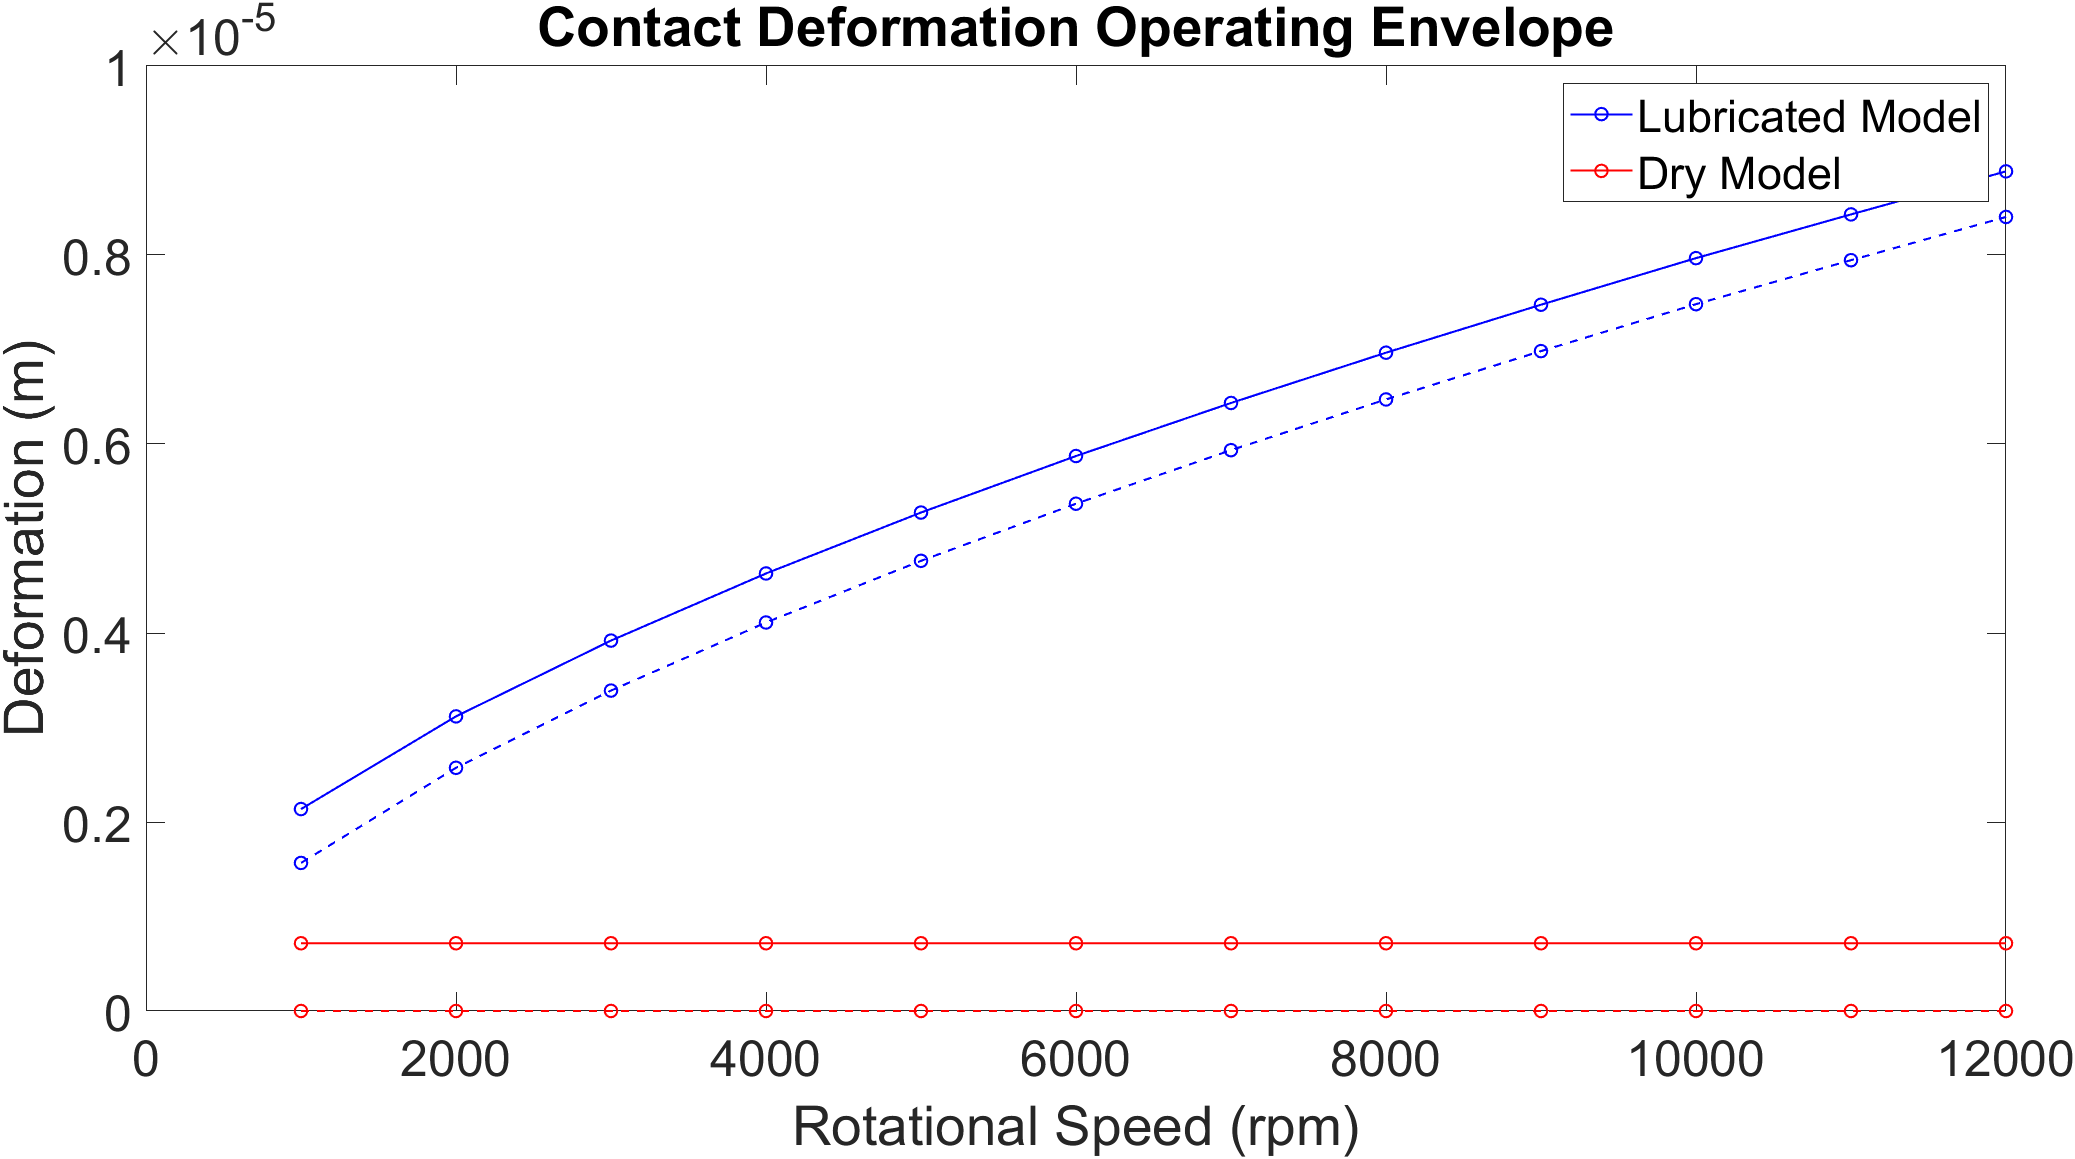 Contact Deformation Operating Envelope
×10-5
1
0.8
0.6
0.4
0.2
0
Deformation (m)
Lubricated Model
Dry Model
0 2000 4000 6000 8000 10000 12000
Rotational Speed (rpm)